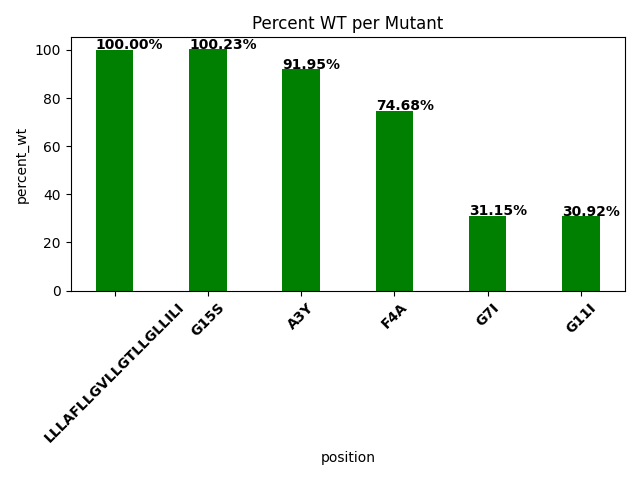 Percent WT per Mutant
percent_wt
100
80
60
40
20
0
100.00%
100.23%
91.95%
74.68%
31.15%
30.92%
LLLAFLLGVLLGTLLGLLILI
G15S
A3Y
F4A
G7I
G11I
position